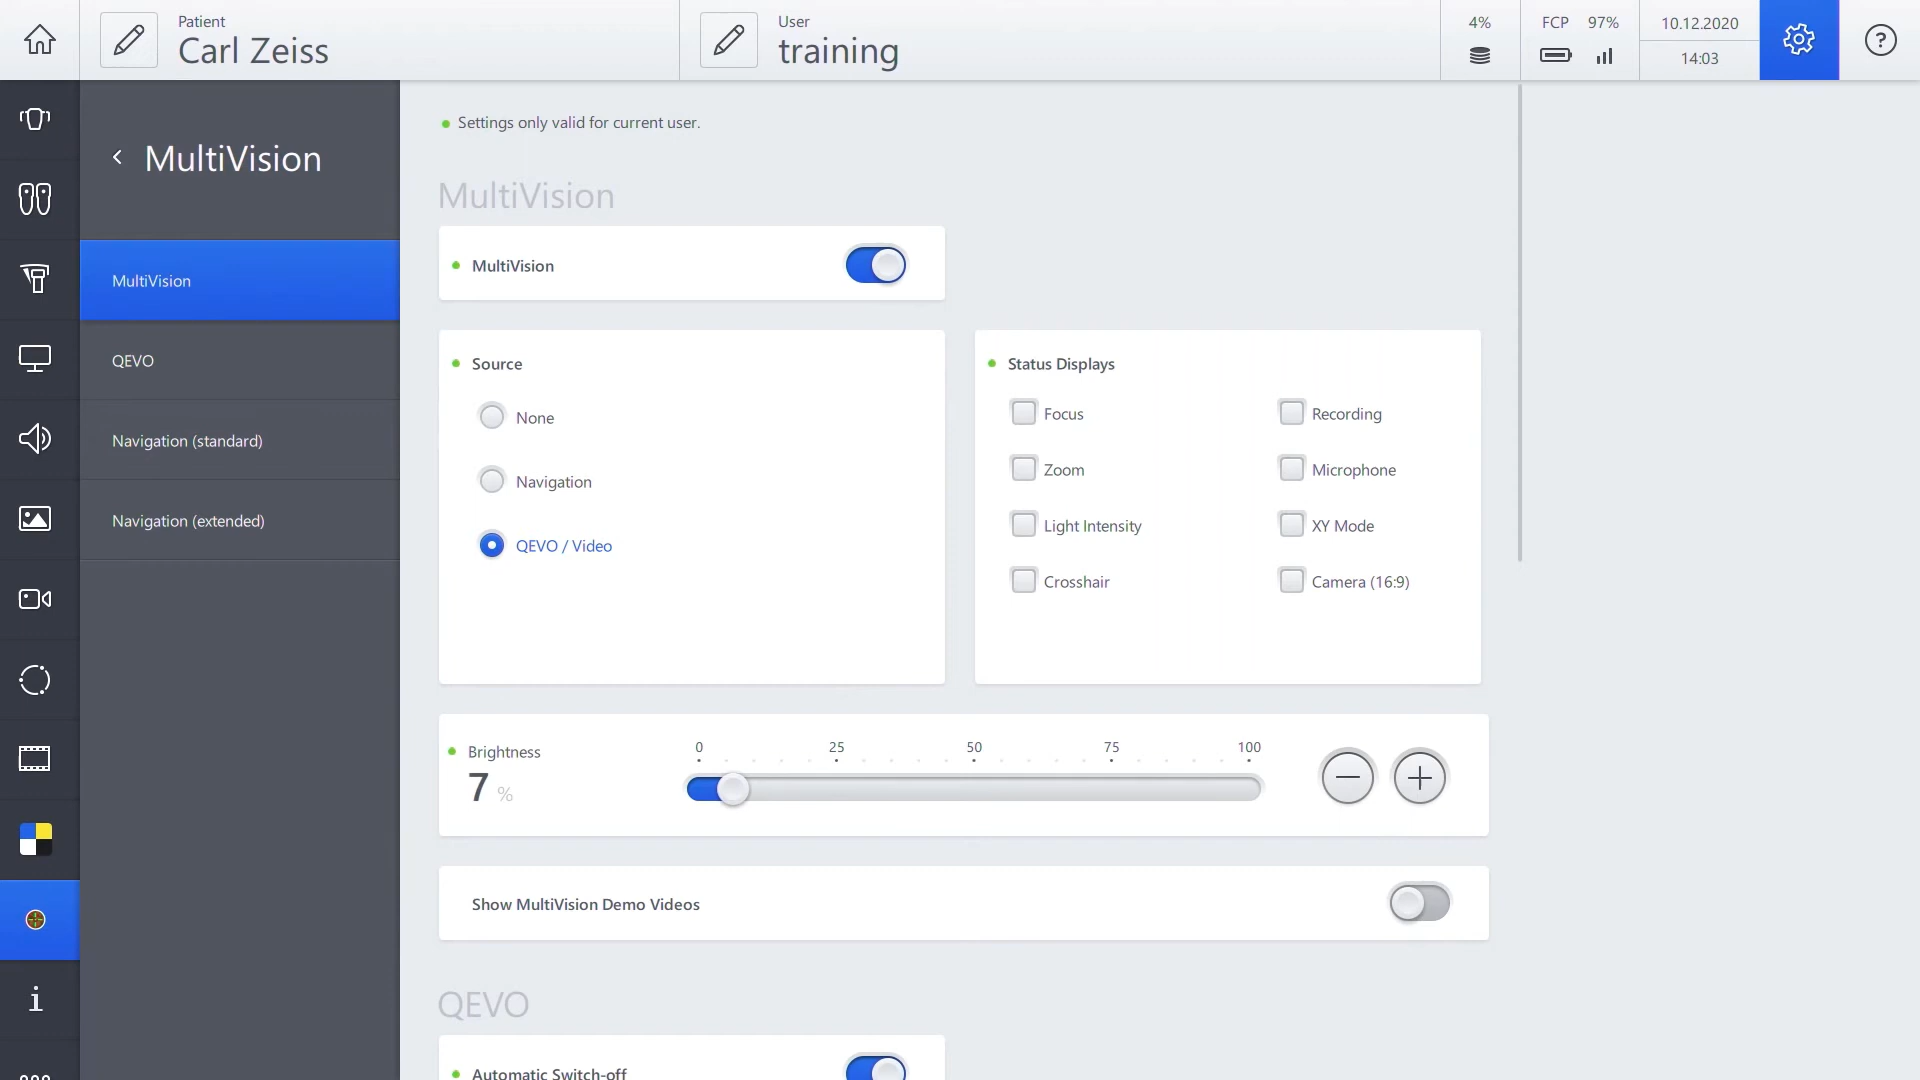 Patient
Carl Zeiss
User
training
4%
FCP 97%
10.12.2020
14:03
?
MultiVision
MultiVision
QEVO
Navigation (standard)
Navigation (extended)
i
Settings only valid for current user.
MultiVision
MultiVision
Source
None
Navigation
QEVO / Video
Status Displays
Focus
Recording
Zoom
Microphone
Light Intensity
XY Mode
Crosshair
Camera (16:9)
Brightness
7 %
0 25 50 75 100
Show MultiVision Demo Videos
QEVO
Automatic Switch-off